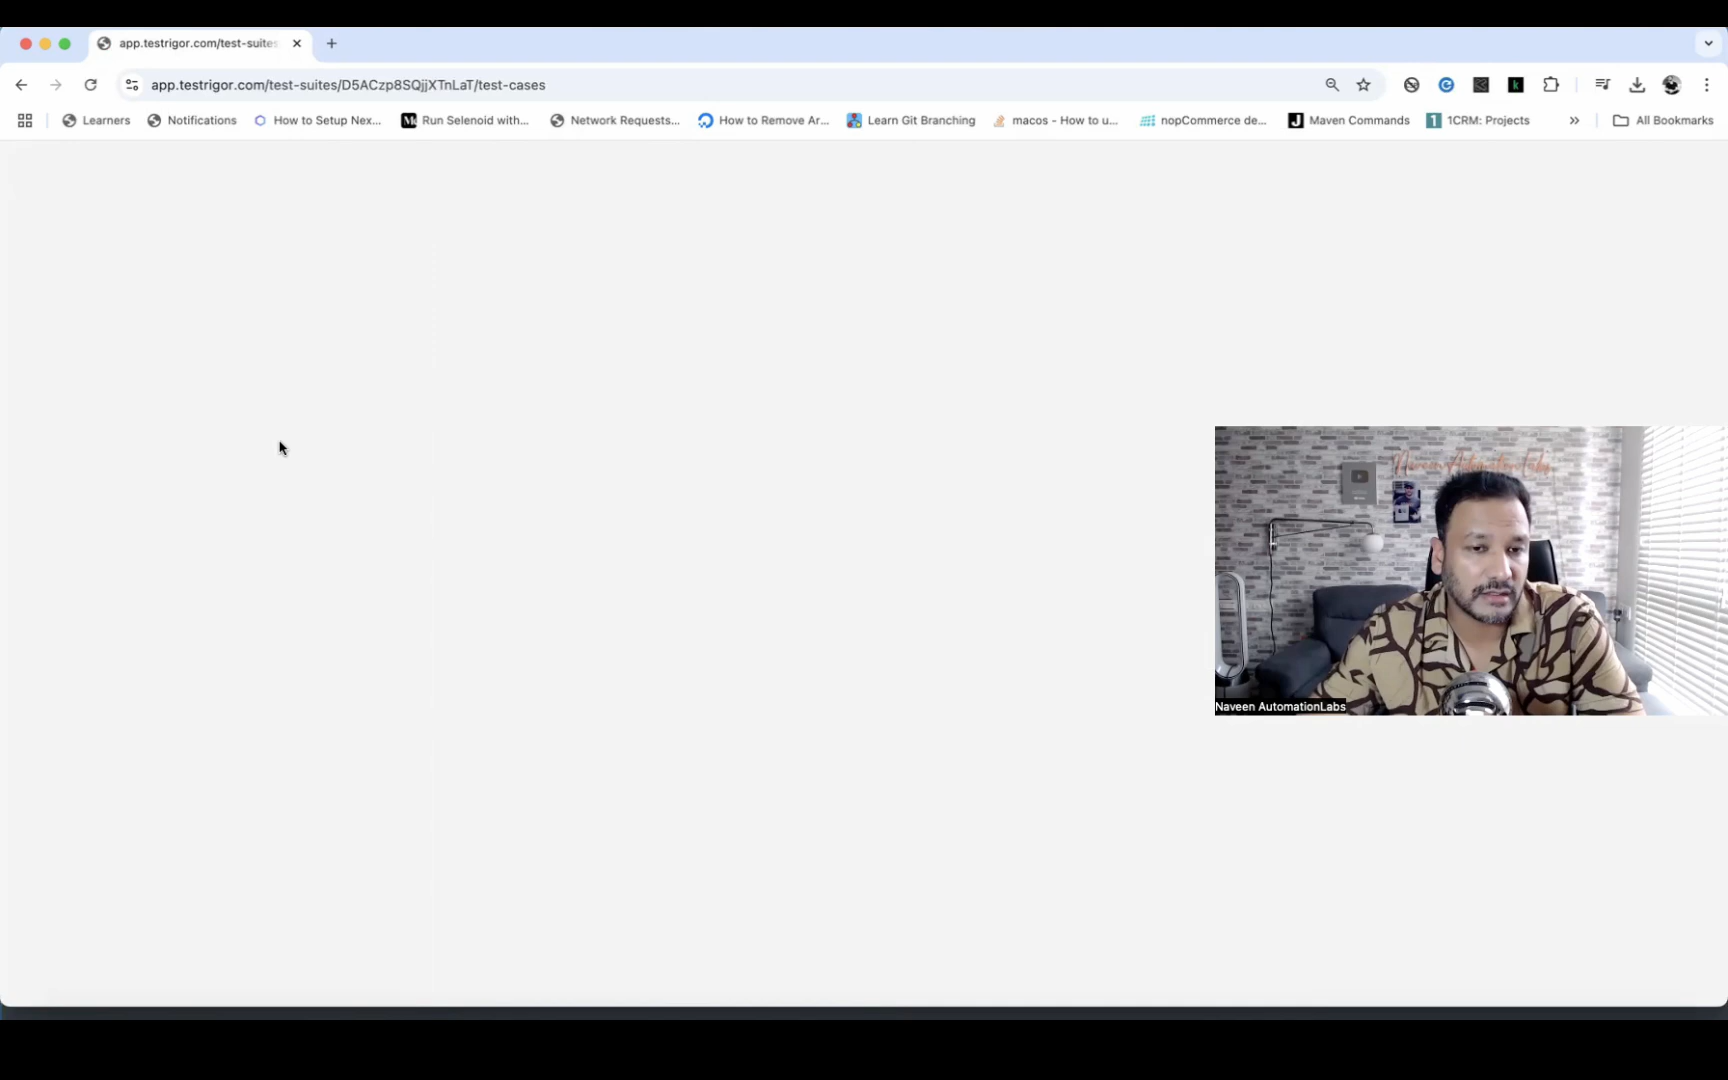 app.testrigor.com/test-suites
app.testrigor.com/test-suites/D5ACzp8SQjjXTnLaT/test-cases
Learners
Notifications
How to Setup Nex...
Run Selenoid with...
Network Requests...
How to Remove Ar...
Learn Git Branching
macos - How to u...
nopCommerce de...
Maven Commands
1CRM: Projects
All Bookmarks
NaveenAutomationLabs
Naveen AutomationLabs